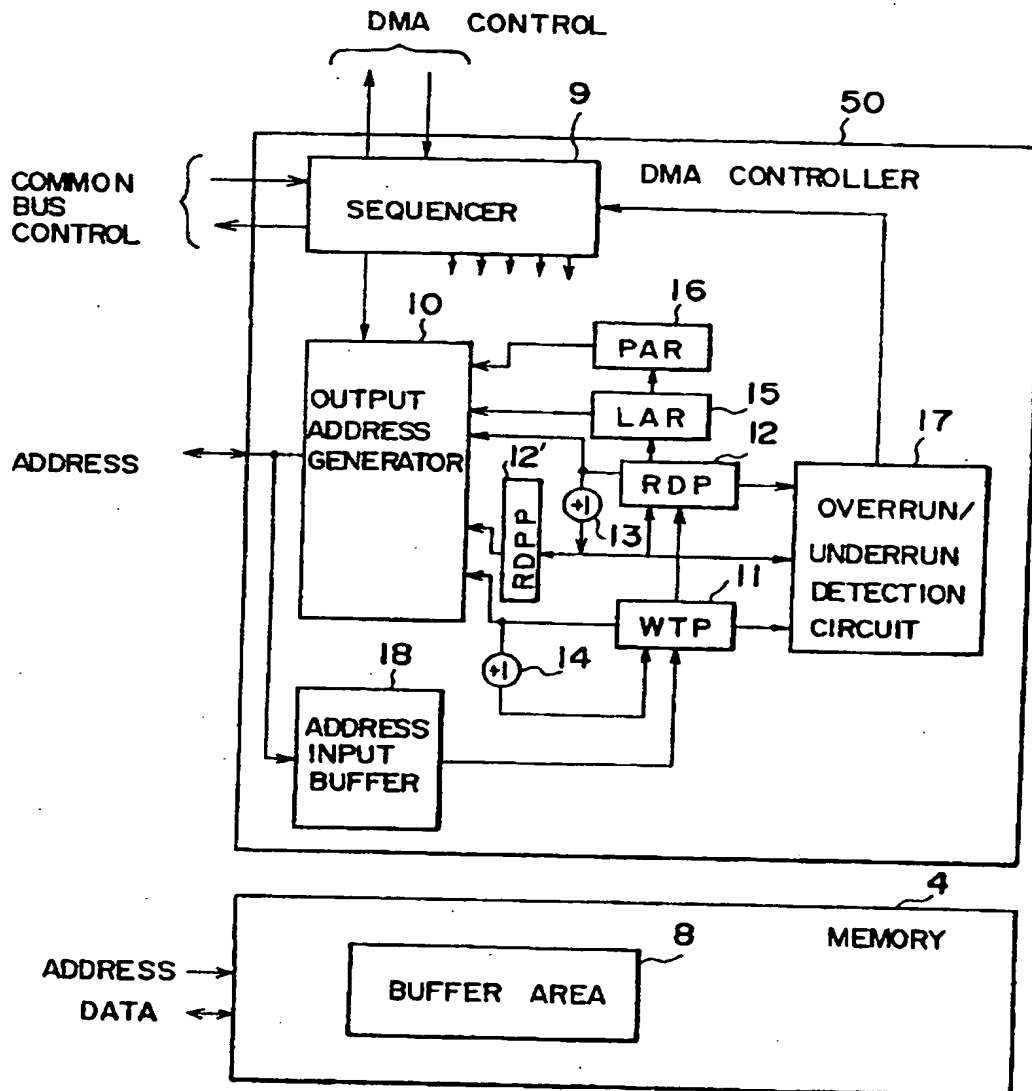 DMA CONTROL
9
50
COMMON
BUS
CONTROL
SEQUENCER
DMA CONTROLLER
10
16
PAR
15
LAR
OUTPUT
ADDRESS
GENERATOR
ADDRESS
12
12'
RDP
17
+1
13
RDPP
OVERRUN/
UNDERRUN
DETECTION
CIRCUIT
11
WTP
+1
14
18
ADDRESS
INPUT
BUFFER
4
MEMORY
8
ADDRESS
DATA
BUFFER AREA